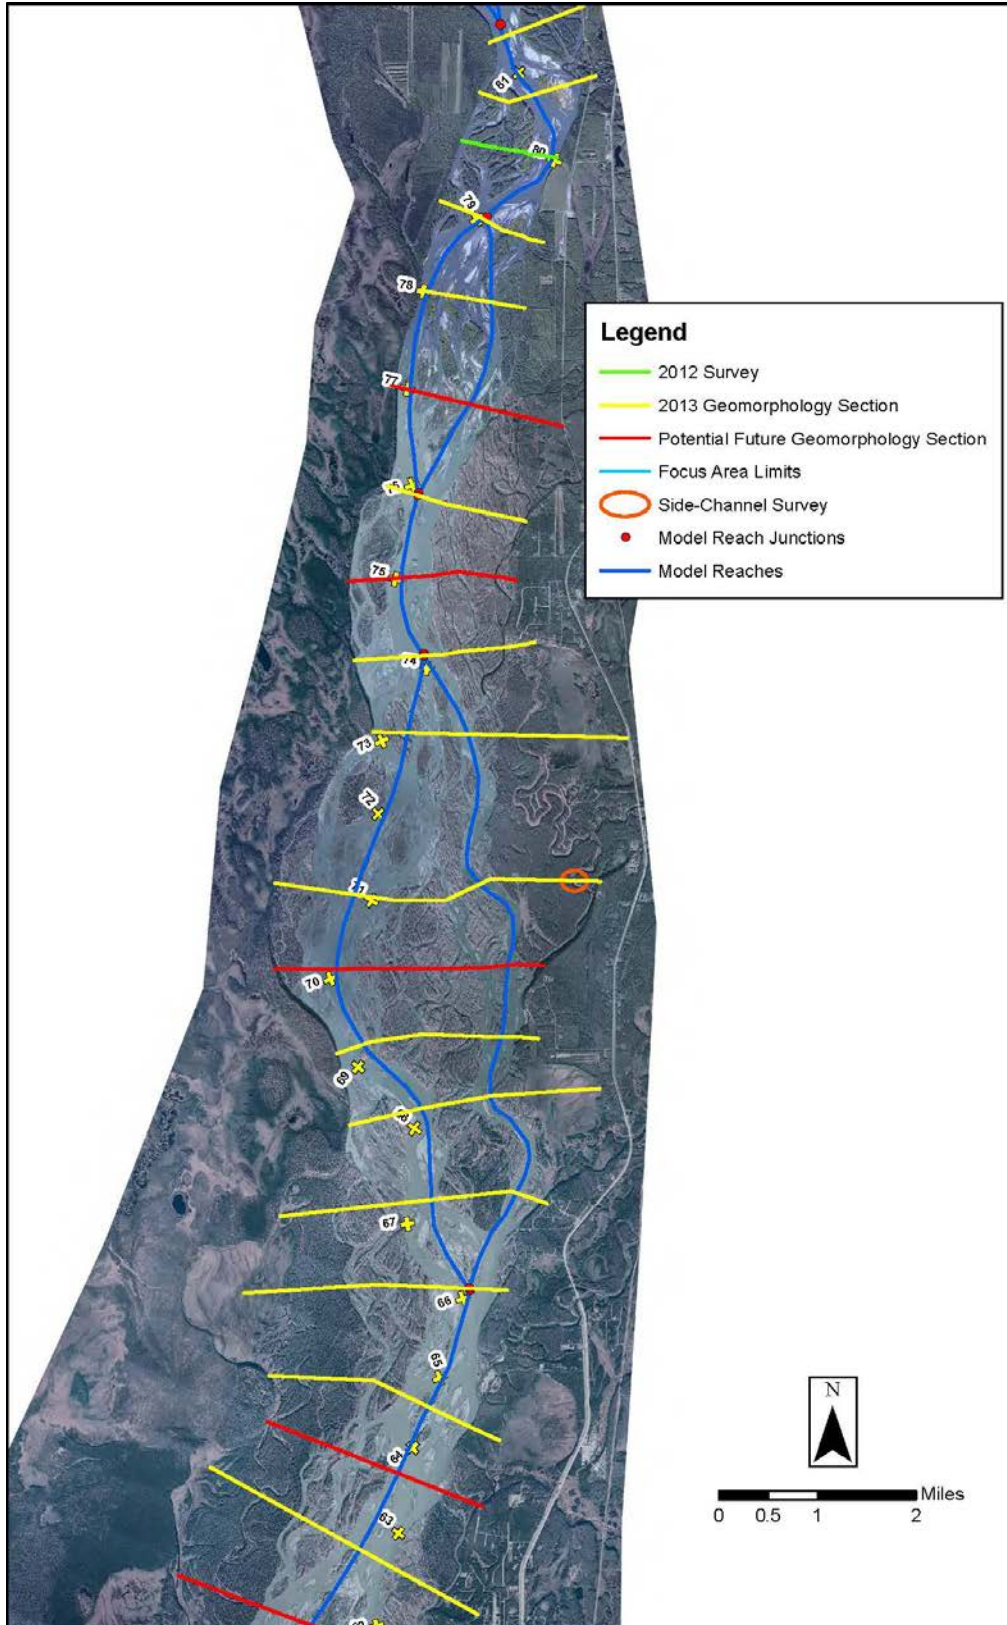 61
80
79
78
Legend
2012 Survey
2013 Geomorphology Section
77
Potential Future Geomorphology Section
Focus Area Limits
Side-Channel Survey
Model Reach Junctions
75
Model Reaches
74
73
72
70
69
67
66
65
N
64
Miles
0 0.5 1 2
63